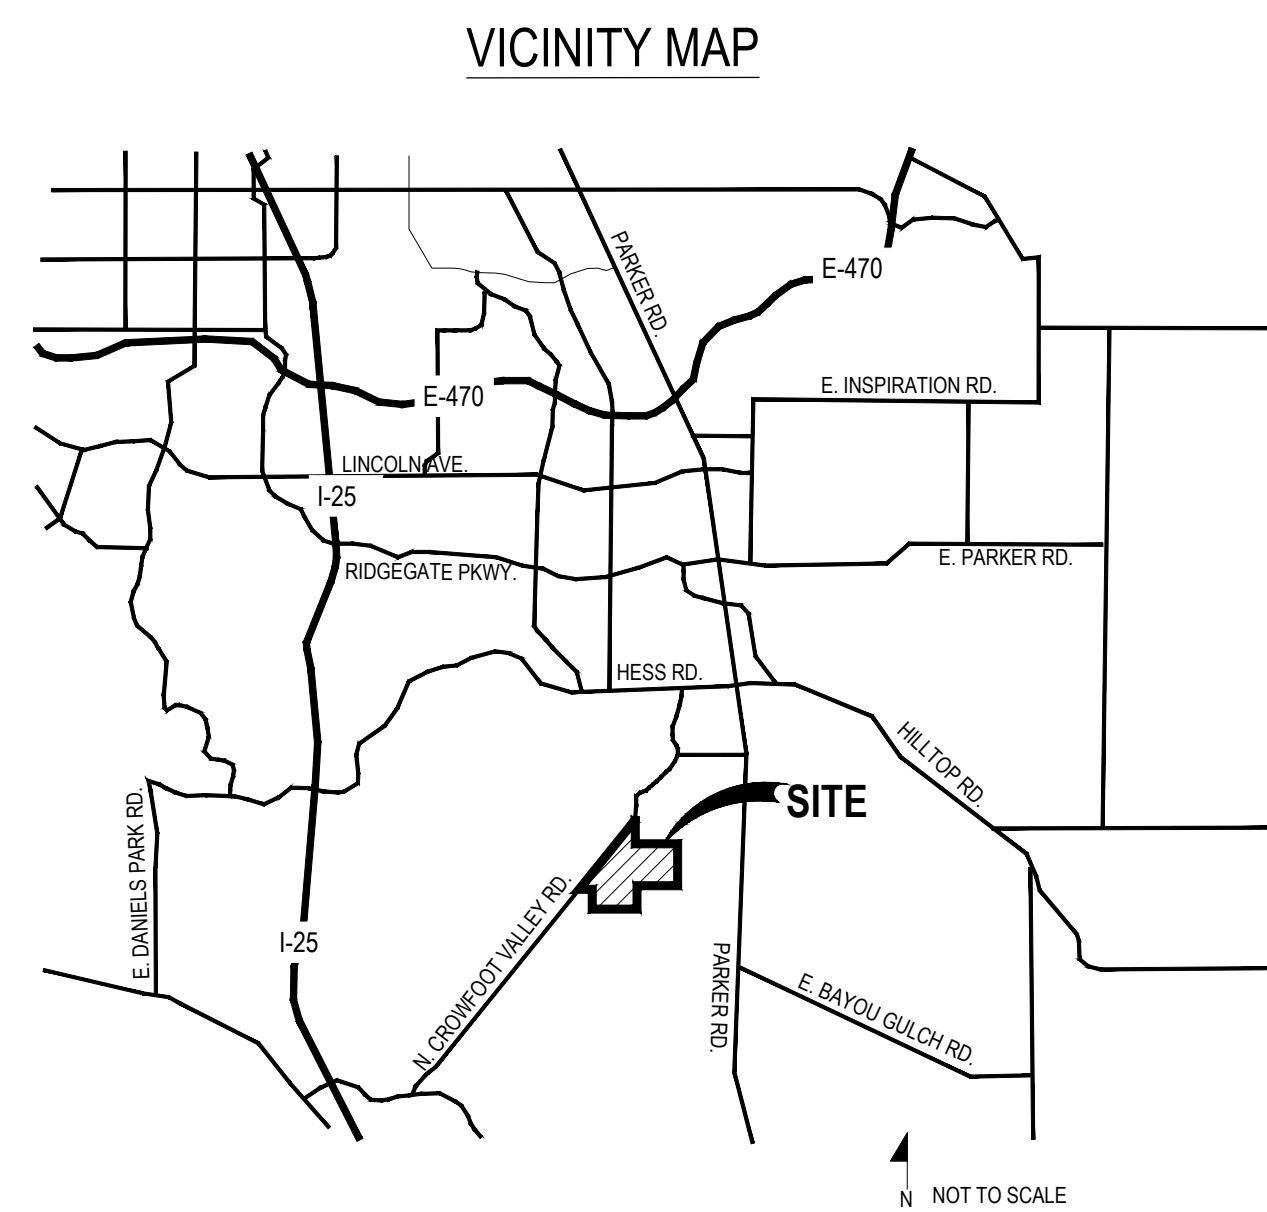 VICINITY MAP
PARKER RD.
E-470
E. INSPIRATION RD.
E-470
LINCOLN AVE.
I-25
E. PARKER RD.
RIDGEGATE PKWY.
HESS RD.
HILLTOP RD.
SITE
E. DANIELS PARK RD.
N. CROWFOOT VALLEY RD.
I-25
PARKER RD.
E. BAYOU GULCH RD.
N
NOT TO SCALE